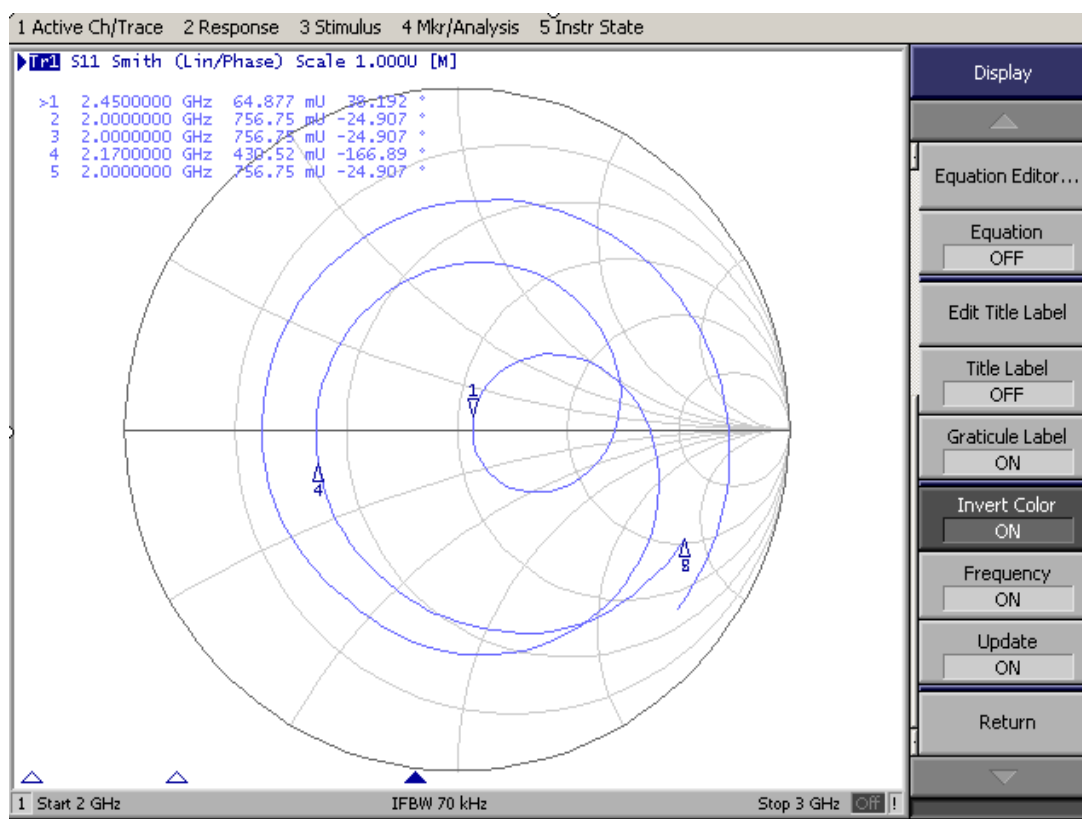 1 Active Ch/Trace 2 Response 3 Stimulus 4 Mkr/Analysis 5 Instr State
Tr1 S11 Smith (Lin/Phase) Scale 1.000U [M]
>1 2.4500000 GHz 64.877 mU 38.192 °
2 2.0000000 GHz 756.75 mU -24.907 °
3 2.0000000 GHz 756.75 mU -24.907 °
4 2.1700000 GHz 430.52 mU -166.89 °
5 2.0000000 GHz 756.75 mU -24.907 °
1
4
Display
Equation Editor...
Equation
OFF
Edit Title Label
Title Label
OFF
Graticule Label
ON
Invert Color
ON
Frequency
ON
Update
ON
Return
1 Start 2 GHz IFBW 70 kHz Stop 3 GHz Off !